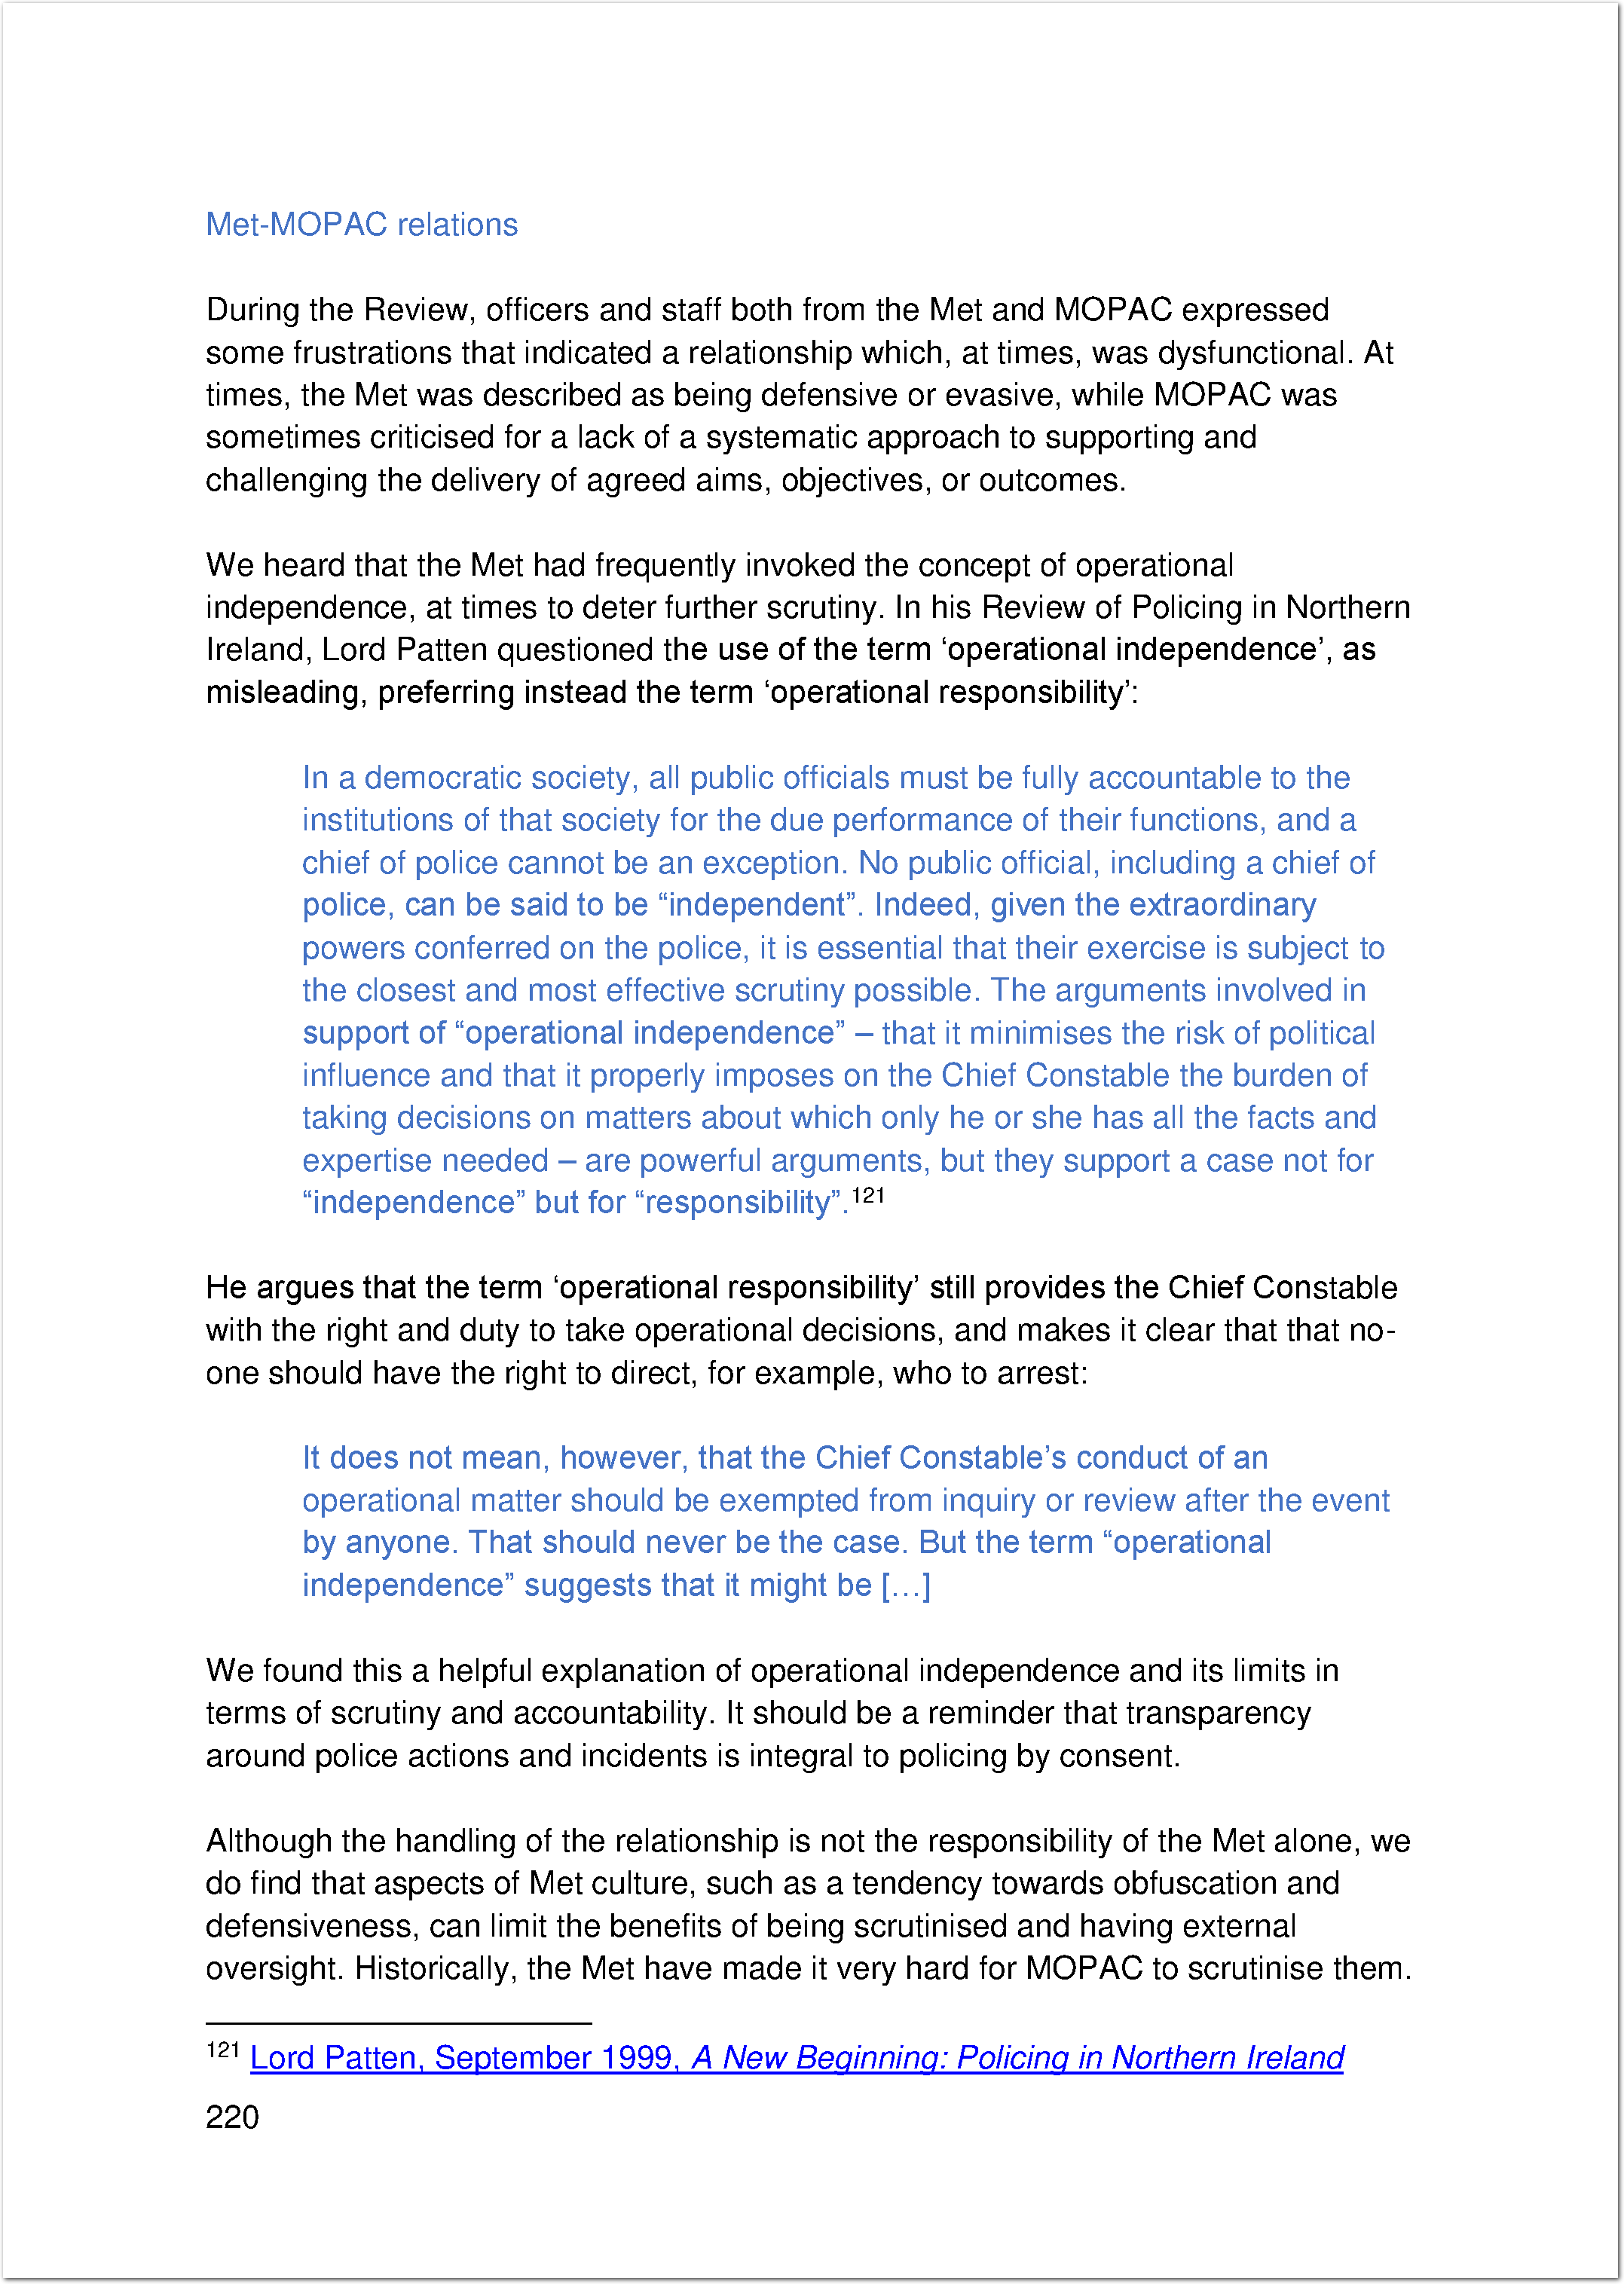 Met-MOPAC relations
During the Review, officers and staff both from the Met and MOPAC expressed
some frustrations that indicated a relationship which, at times, was dysfunctional. At
times, the Met was described as being defensive or evasive, while MOPAC was
sometimes criticised for a lack of a systematic approach to supporting and
challenging the delivery of agreed aims, objectives, or outcomes.
We heard that the Met had frequently invoked the concept of operational
independence, at times to deter further scrutiny. In his Review of Policing in Northern
Ireland, Lord Patten questioned the use of the term ‘operational independence’, as
misleading, preferring instead the term ‘operational responsibility’:
In a democratic society, all public officials must be fully accountable to the
institutions of that society for the due performance of their functions, and a
chief of police cannot be an exception. No public official, including a chief of
police, can be said to be “independent”. Indeed, given the extraordinary
powers conferred on the police, it is essential that their exercise is subject to
the closest and most effective scrutiny possible. The arguments involved in
support of “operational independence” – that it minimises the risk of political
influence and that it properly imposes on the Chief Constable the burden of
taking decisions on matters about which only he or she has all the facts and
expertise needed – are powerful arguments, but they support a case not for
“independence” but for “responsibility”.121
He argues that the term ‘operational responsibility’ still provides the Chief Constable
with the right and duty to take operational decisions, and makes it clear that that no-
one should have the right to direct, for example, who to arrest:
It does not mean, however, that the Chief Constable’s conduct of an
operational matter should be exempted from inquiry or review after the event
by anyone. That should never be the case. But the term “operational
independence” suggests that it might be […]
We found this a helpful explanation of operational independence and its limits in
terms of scrutiny and accountability. It should be a reminder that transparency
around police actions and incidents is integral to policing by consent.
Although the handling of the relationship is not the responsibility of the Met alone, we
do find that aspects of Met culture, such as a tendency towards obfuscation and
defensiveness, can limit the benefits of being scrutinised and having external
oversight. Historically, the Met have made it very hard for MOPAC to scrutinise them.
121 Lord Patten, September 1999, A New Beginning: Policing in Northern Ireland
220